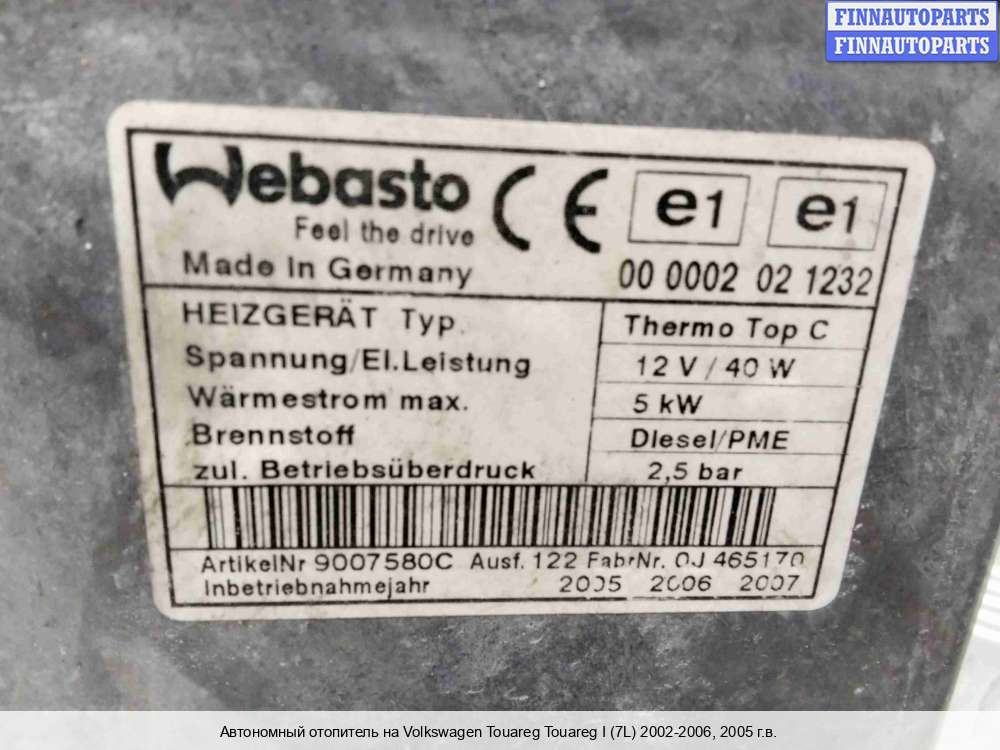 FINNAUTOPARTS
FINNAUTOPARTS
Webasto
Feel the drive
CE e1 e1
Made In Germany
00 0002 02 1232
HEIZGERÄT Typ. Thermo Top C
Spannung/El.Leistung 12 V / 40 W
Wärmestrom max. 5 kW
Brennstoff Diesel/PME
zul. Betriebsüberdruck 2,5 bar
ArtikelNr 9007580C Ausf. 122 FabrNr. 0J 465170
Inbetriebnahmejahr 2005 2006 2007
Автономный отопитель на Volkswagen Touareg Touareg I (7L) 2002-2006, 2005 г.в.